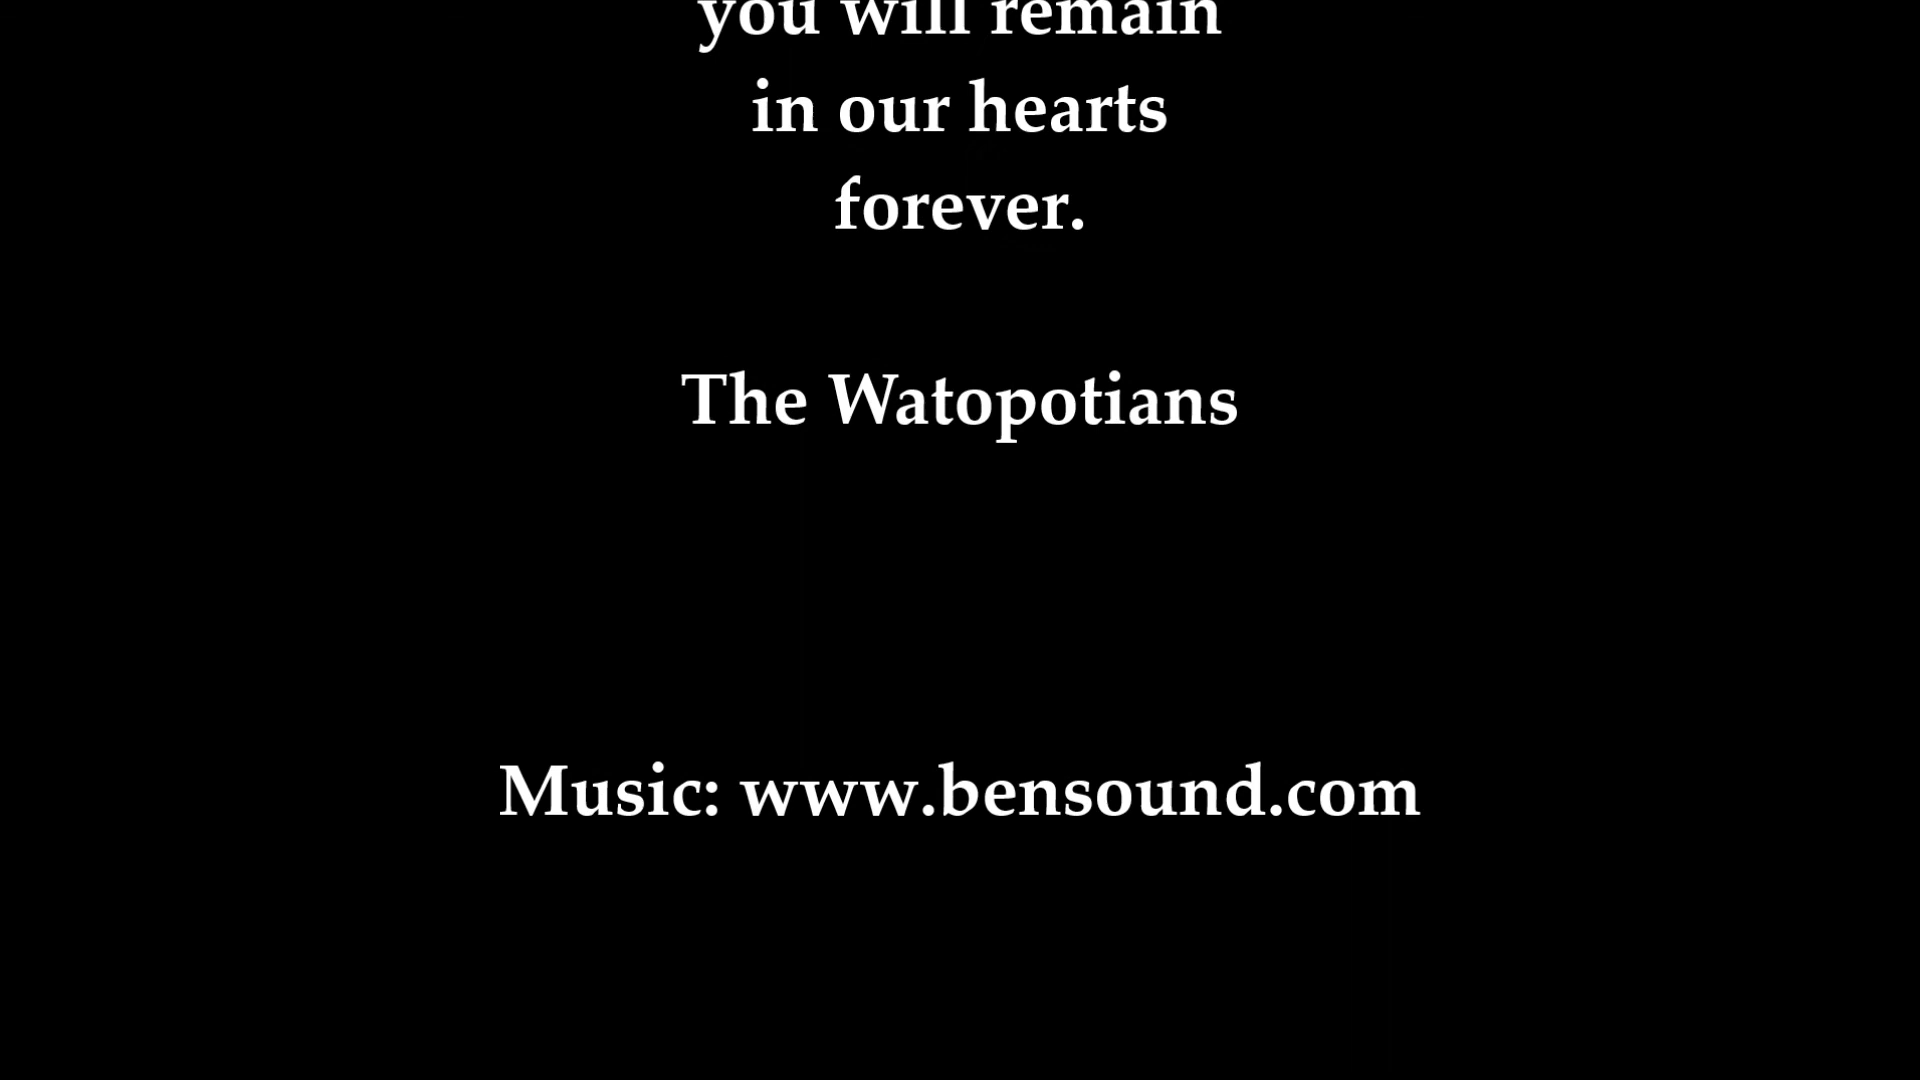 you will remain
in our hearts
forever.
The Watopotians
Music: www.bensound.com